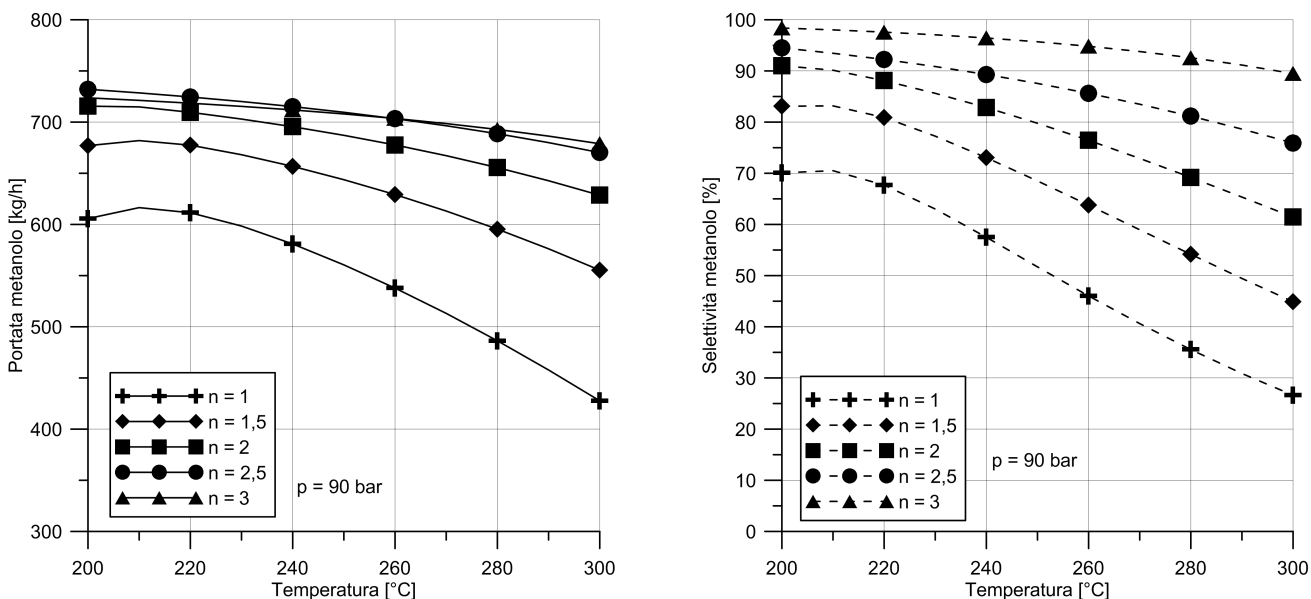 800
700
600
500
400
300
Portata metanolo [kg/h]
n = 1
n = 1,5
n = 2
n = 2,5
n = 3
p = 90 bar
200 220 240 260 280 300
Temperatura [°C]
100
90
80
70
60
50
40
30
20
10
0
Selettività metanolo [%]
n = 1
n = 1,5
n = 2
n = 2,5
n = 3
p = 90 bar
200 220 240 260 280 300
Temperatura [°C]